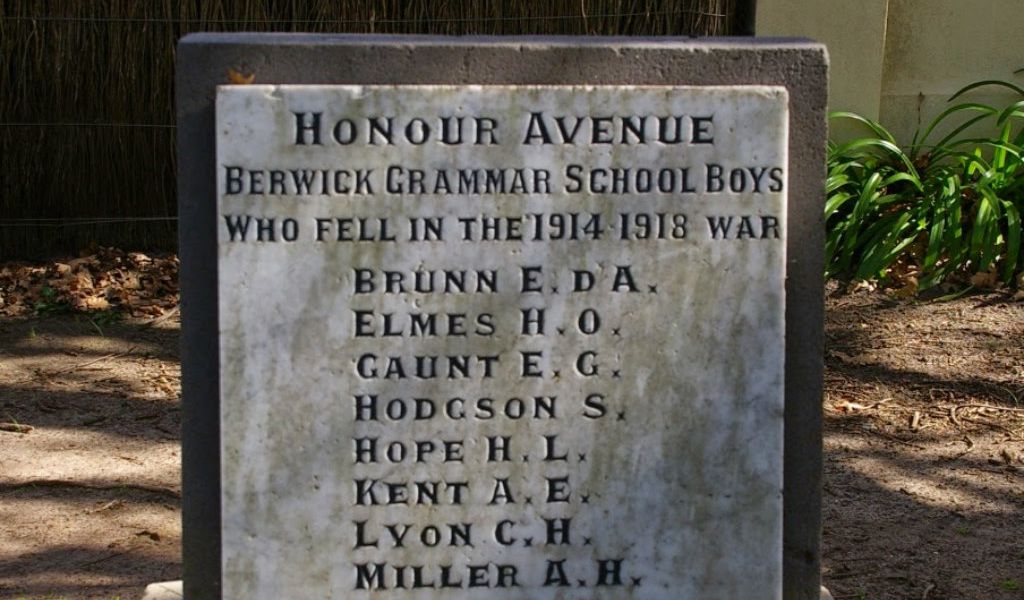 HONOUR AVENUE
BERWICK GRAMMAR SCHOOL BOYS
WHO FELL IN THE 1914-1918 WAR
BRUNN E. DA.
ELMES H. O.
GAUNT E. G.
HODGSON S.
HOPE H. L.
KENT A. E.
LYON C. H.
MILLER A. H.